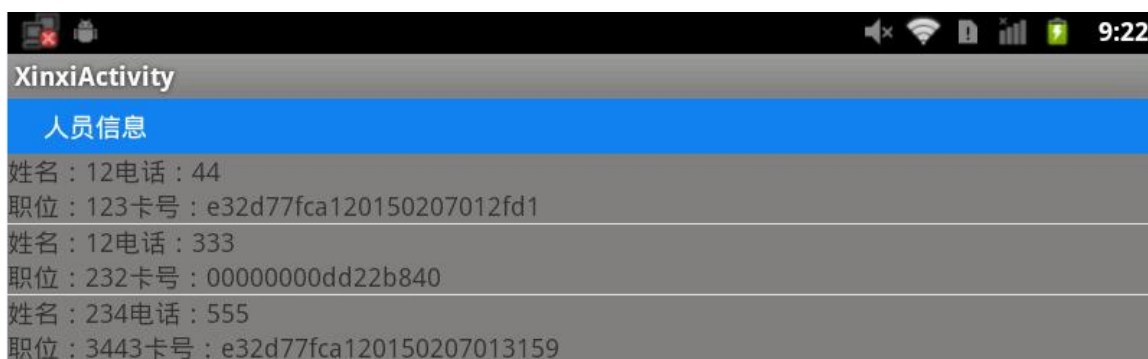 9:22
XinxiActivity
人员信息
姓名：12电话：44
职位：123卡号：e32d77fca120150207012fd1
姓名：12电话：333
职位：232卡号：00000000dd22b840
姓名：234电话：555
职位：3443卡号：e32d77fca120150207013159